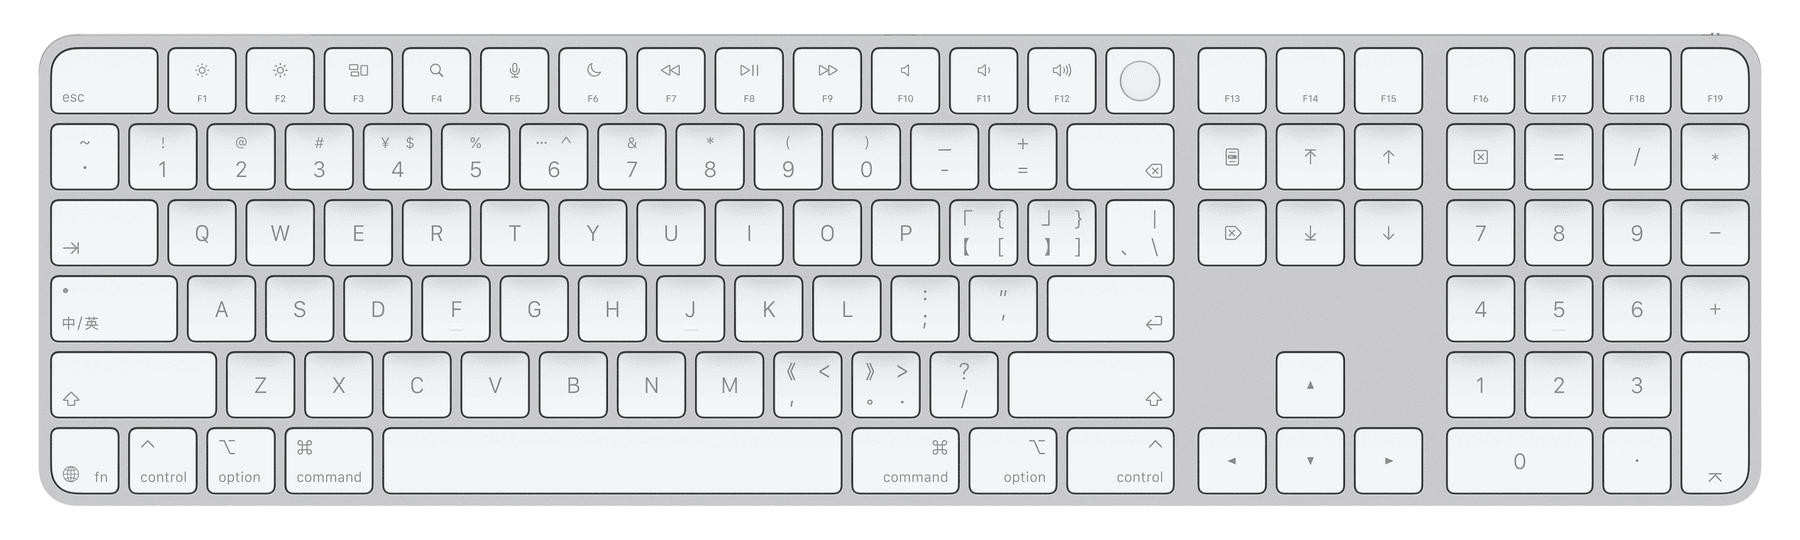 esc F1 F2 F3 F4 F5 F6 F7 F8 F9 F10 F11 F12 F13 F14 F15 F16 F17 F18 F19
~ ! @ # ¥ $ % … ^ & * ( ) — +
· 1 2 3 4 5 6 7 8 9 0 - = = / *
Q W E R T Y U I O P 「 { 」 } | 7 8 9 −
【 [ 】 ] 、 \
A S D F G H J K L : ; " ' 4 5 6 +
中/英
Z X C V B N M 《 < 》 > ? 1 2 3
, 。 . /
fn control option command command option control 0 .